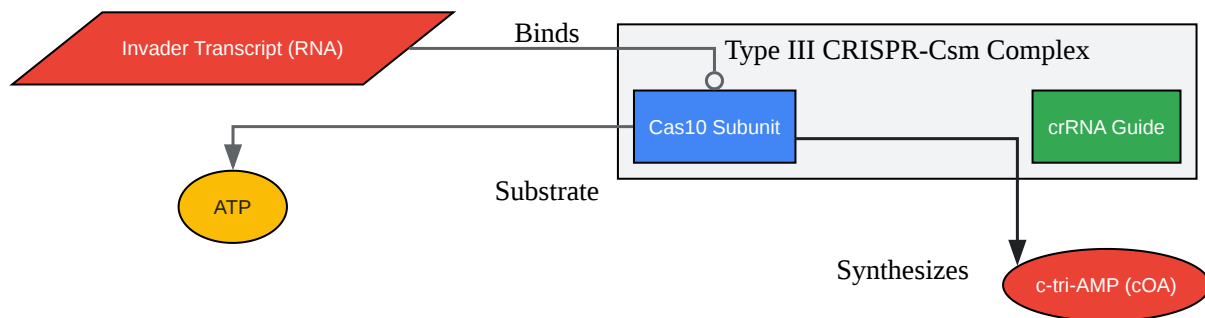 Invader Transcript (RNA)
Binds
Type III CRISPR-Csm Complex
Cas10 Subunit
crRNA Guide
ATP
Substrate
Synthesizes
c-tri-AMP (cOA)